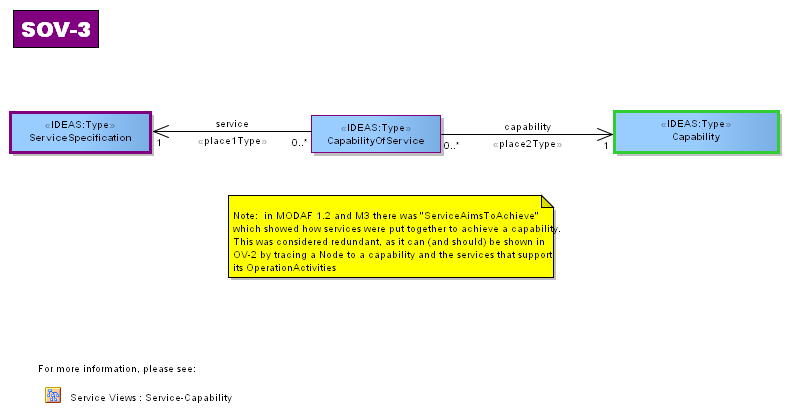 SOV-3
«IDEAS:Type»
ServiceSpecification
service
«place1Type»
1
0..*
«IDEAS:Type»
CapabilityOfService
capability
«place2Type»
0..*
1
«IDEAS:Type»
Capability
Note:  in MODAF 1.2 and M3 there was "ServiceAimsToAchieve"
which showed how services were put together to achieve a capability.
This was considered redundant, as it can (and should) be shown in
OV-2 by tracing a Node to a capability and the services that support
its OperationActivities
For more information, please see:
Service Views : Service-Capability